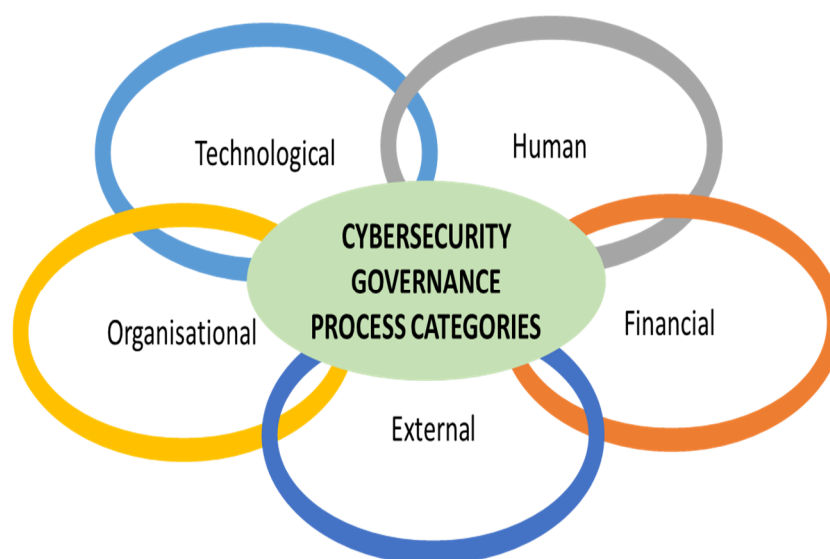 Technological
Human
CYBERSECURITY
GOVERNANCE
PROCESS CATEGORIES
Organisational
Financial
External